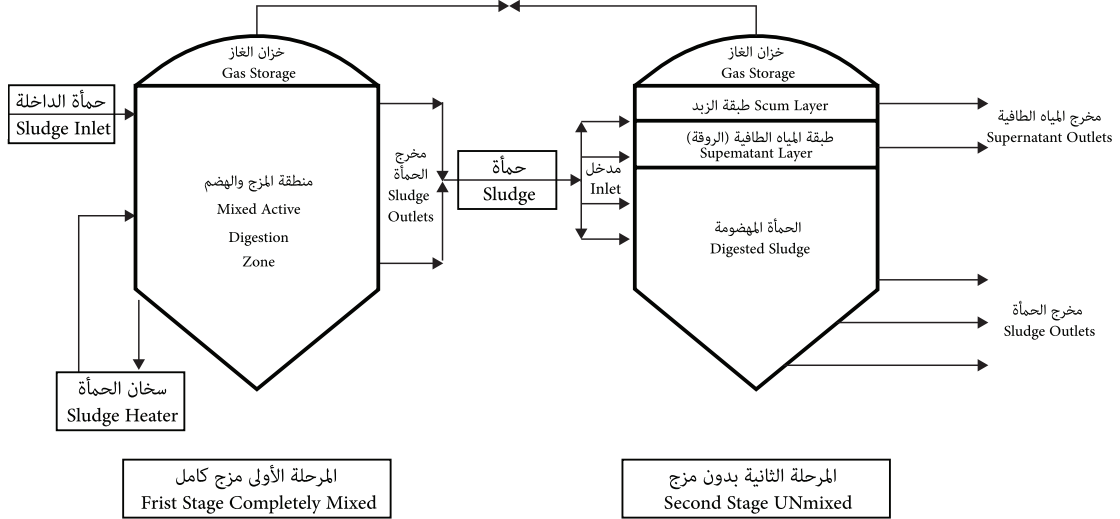 خزان الغاز
Gas Storage
حمأة الداخلة
Sludge Inlet
منطقة المزج والهضم
Mixed Active
Digestion
Zone
مخرج
الحمأة
Sludge
Outlets
سخان الحمأة
Sludge Heater
حمأة
Sludge
مدخل
Inlet
خزان الغاز
Gas Storage
طبقة الزبد Scum Layer
طبقة المياه الطافية (الروقة)
Supematant Layer
الحمأة المهضومة
Digested Sludge
مخرج المياه الطافية
Supernatant Outlets
مخرج الحمأة
Sludge Outlets
المرحلة الأولى مزج كامل
Frist Stage Completely Mixed
المرحلة الثانية بدون مزج
Second Stage UNmixed